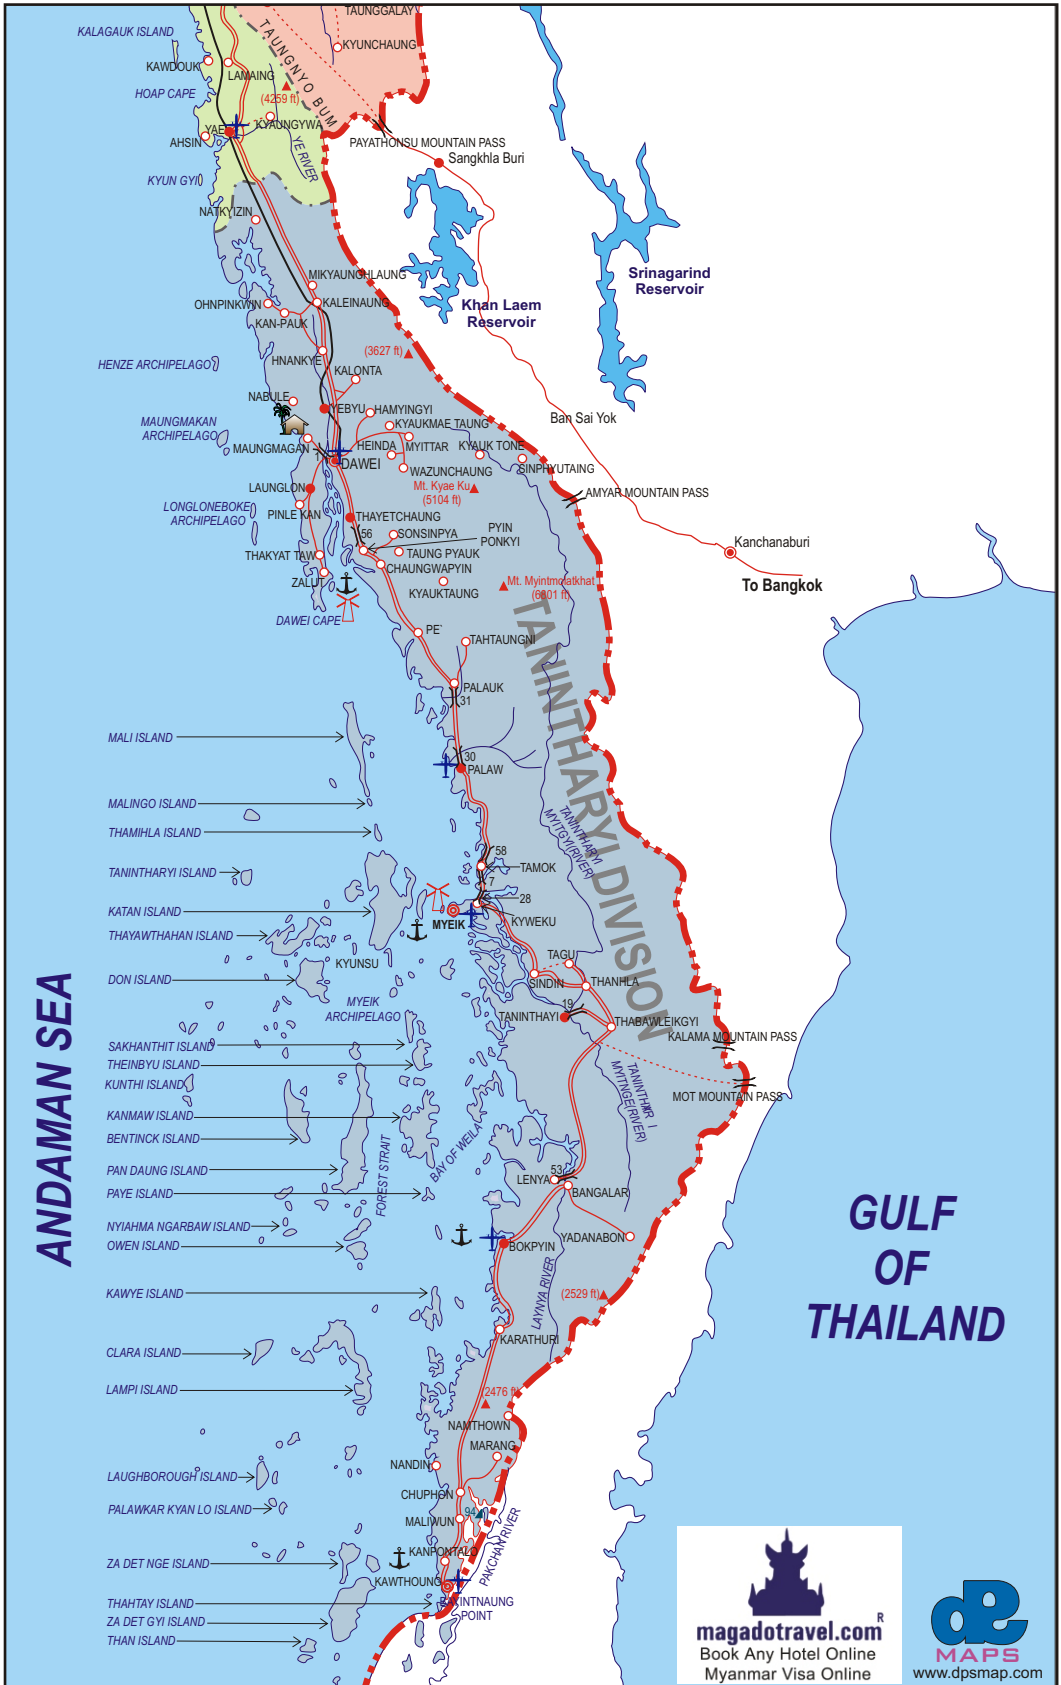 TAUNGGALAY
KALAGAUK ISLAND
KYUNCHAUNG
TAUNGNYO BUM
KAWDOUK
LAMAING
HOAP CAPE
(4259 ft)
YAE
KYAUNGYWA
AHSIN
YE RIVER
PAYATHONSU MOUNTAIN PASS
Sangkhla Buri
KYUN GYI
NATKYIZIN
MIKYAUNGHLAUNG
Srinagarind
Reservoir
OHNPINKWIN
KALEINAUNG
Khan Laem
Reservoir
KAN-PAUK
(3627 ft)
HNANKYE
HENZE ARCHIPELAGO
KALONTA
NABULE
YEBYU
HAMYINGYI
Ban Sai Yok
MAUNGMAKAN
ARCHIPELAGO
KYAUKMAE TAUNG
MAUNGMAGAN
HEINDA
MYITTAR
KYAUK TONE
1
DAWEI
WAZUNCHAUNG
SINPHYUTAING
LAUNGLON
Mt. Kyae Ku
(5104 ft)
AMYAR MOUNTAIN PASS
LONGLONEBOKE
ARCHIPELAGO
PINLE KAN
THAYETCHAUNG
56
SONSINPYA
PYIN
PONKYI
Kanchanaburi
THAKYAT TAW
TAUNG PYAUK
CHAUNGWAPYIN
ZALUT
KYAUKTAUNG
Mt. Myintmolatkhat
(6801 ft)
To Bangkok
DAWEI CAPE
PE`
TAHTAUNGNI
TANINTHARYI DIVISION
PALAUK
31
MALI ISLAND
30
PALAW
MALINGO ISLAND
THAMIHLA ISLAND
TANINTHARYI
MYITGYI(RIVER)
58
TAMOK
TANINTHARYI ISLAND
7
28
KATAN ISLAND
MYEIK
KYWEKU
THAYAWTHAHAN ISLAND
KYUNSU
TAGU
DON ISLAND
SINDIN
THANHLA
ANDAMAN SEA
MYEIK
ARCHIPELAGO
19
TANINTHAYI
THABAWLEIKGYI
KALAMA MOUNTAIN PASS
SAKHANTHIT ISLAND
THEINBYU ISLAND
KUNTHI ISLAND
MYITNGE(RIVER)
MOT MOUNTAIN PASS
KANMAW ISLAND
BENTINCK ISLAND
FOREST STRAIT
BAY OF WEILA
PAN DAUNG ISLAND
53
LENYA
BANGALAR
PAYE ISLAND
GULF
OF
THAILAND
NYIAHMA NGARBAW ISLAND
YADANABON
OWEN ISLAND
BOKPYIN
LAYNYA RIVER
KAWYE ISLAND
(2529 ft)
KARATHURI
CLARA ISLAND
LAMPI ISLAND
(2476 ft)
NAMTHOWN
MARANG
NANDIN
LAUGHBOROUGH ISLAND
CHUPHON
PALAWKAR KYAN LO ISLAND
94
MALIWUN
PAKCHAN RIVER
KANPONTALO
ZA DET NGE ISLAND
KAWTHOUNG
THAHTAY ISLAND
BAYINTNAUNG
POINT
ZA DET GYI ISLAND
THAN ISLAND
R
magadotravel.com
Book Any Hotel Online
Myanmar Visa Online
de
MAPS
www.dpsmap.com